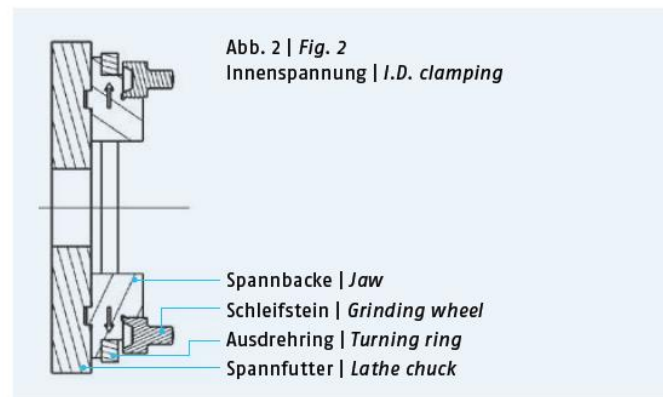 Abb. 2 | Fig. 2
Innenspannung | I.D. clamping
Spannbacke | Jaw
Schleifstein | Grinding wheel
Ausdrehring | Turning ring
Spannfutter | Lathe chuck